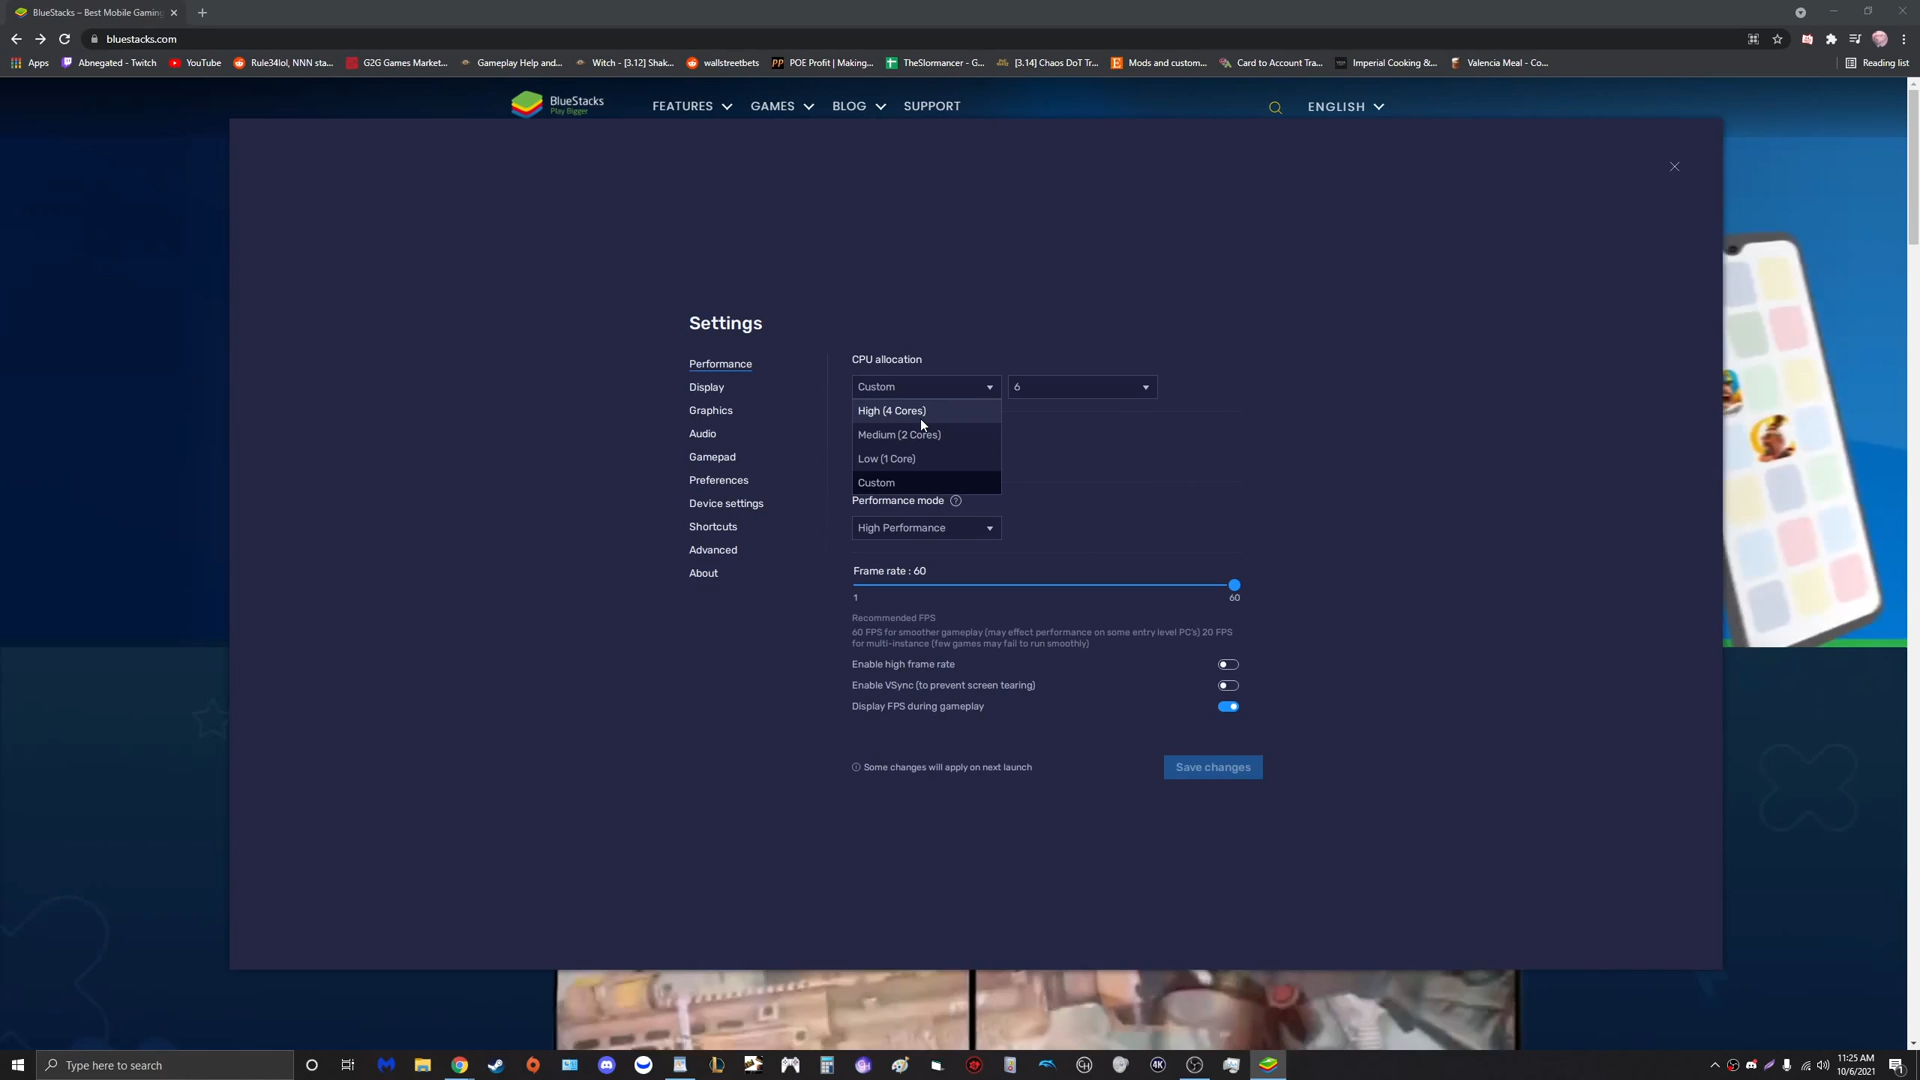 BlueStacks – Best Mobile Gaming
bluestacks.com
Apps Abnegated - Twitch YouTube Rule34lol, NNN sta... G2G Games Market... Gameplay Help and... Witch - [3.12] Shak... wallstreetbets POE Profit | Making... TheSlormancer - G... [3.14] Chaos DoT Tr... Mods and custom... Card to Account Tra... Imperial Cooking &... Valencia Meal - Co... Reading list
BlueStacks
Play Bigger
FEATURES GAMES BLOG SUPPORT ENGLISH
Settings
Performance
Display
Graphics
Audio
Gamepad
Preferences
Device settings
Shortcuts
Advanced
About
CPU allocation
Custom 6
High (4 Cores)
Medium (2 Cores)
Low (1 Core)
Custom
Performance mode ?
High Performance
Frame rate : 60
1 60
Recommended FPS
60 FPS for smoother gameplay (may effect performance on some entry level PC's) 20 FPS
for multi-instance (few games may fail to run smoothly)
Enable high frame rate
Enable VSync (to prevent screen tearing)
Display FPS during gameplay
Some changes will apply on next launch
Save changes
Type here to search
11:25 AM
10/6/2021